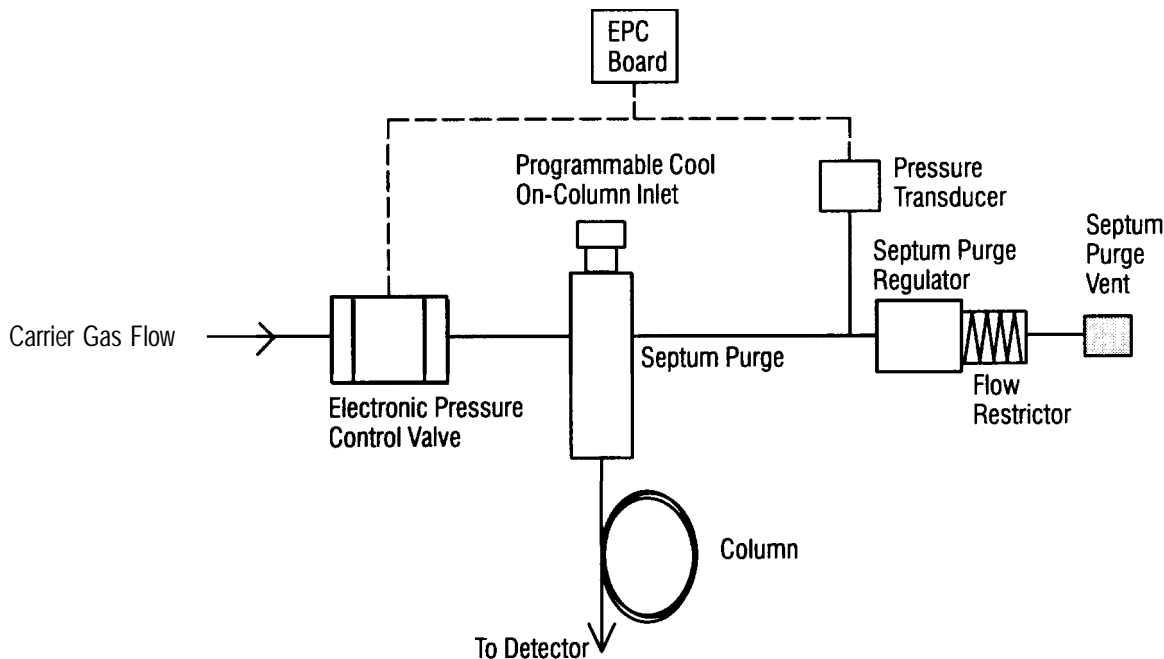 EPC
Board
Programmable Cool
On-Column Inlet
Pressure
Transducer
Septum
Purge
Vent
Septum Purge
Regulator
Carrier Gas Flow
Septum Purge
Flow
Restrictor
Electronic Pressure
Control Valve
Column
To Detector